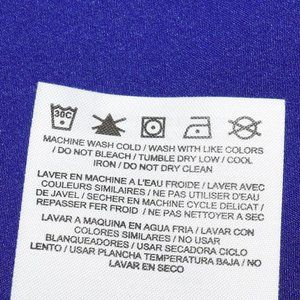 30C
MACHINE WASH COLD / WASH WITH LIKE COLORS
/ DO NOT BLEACH / TUMBLE DRY LOW / COOL
IRON / DO NOT DRY CLEAN
LAVER EN MACHINE A L'EAU FROIDE / LAVER AVEC
COULEURS SIMILAIRES / NE PAS UTILISER D'EAU
DE JAVEL / SECHER EN MACHINE CYCLE DELICAT /
REPASSER FER FROID / NE PAS NETTOYER A SEC
LAVAR A MAQUINA EN AGUA FRIA / LAVAR CON
COLORES SIMILARES / NO USAR
BLANQUEADORES / USAR SECADORA CICLO
LENTO / USAR PLANCHA TEMPERATURA BAJA / NO
LAVAR EN SECO